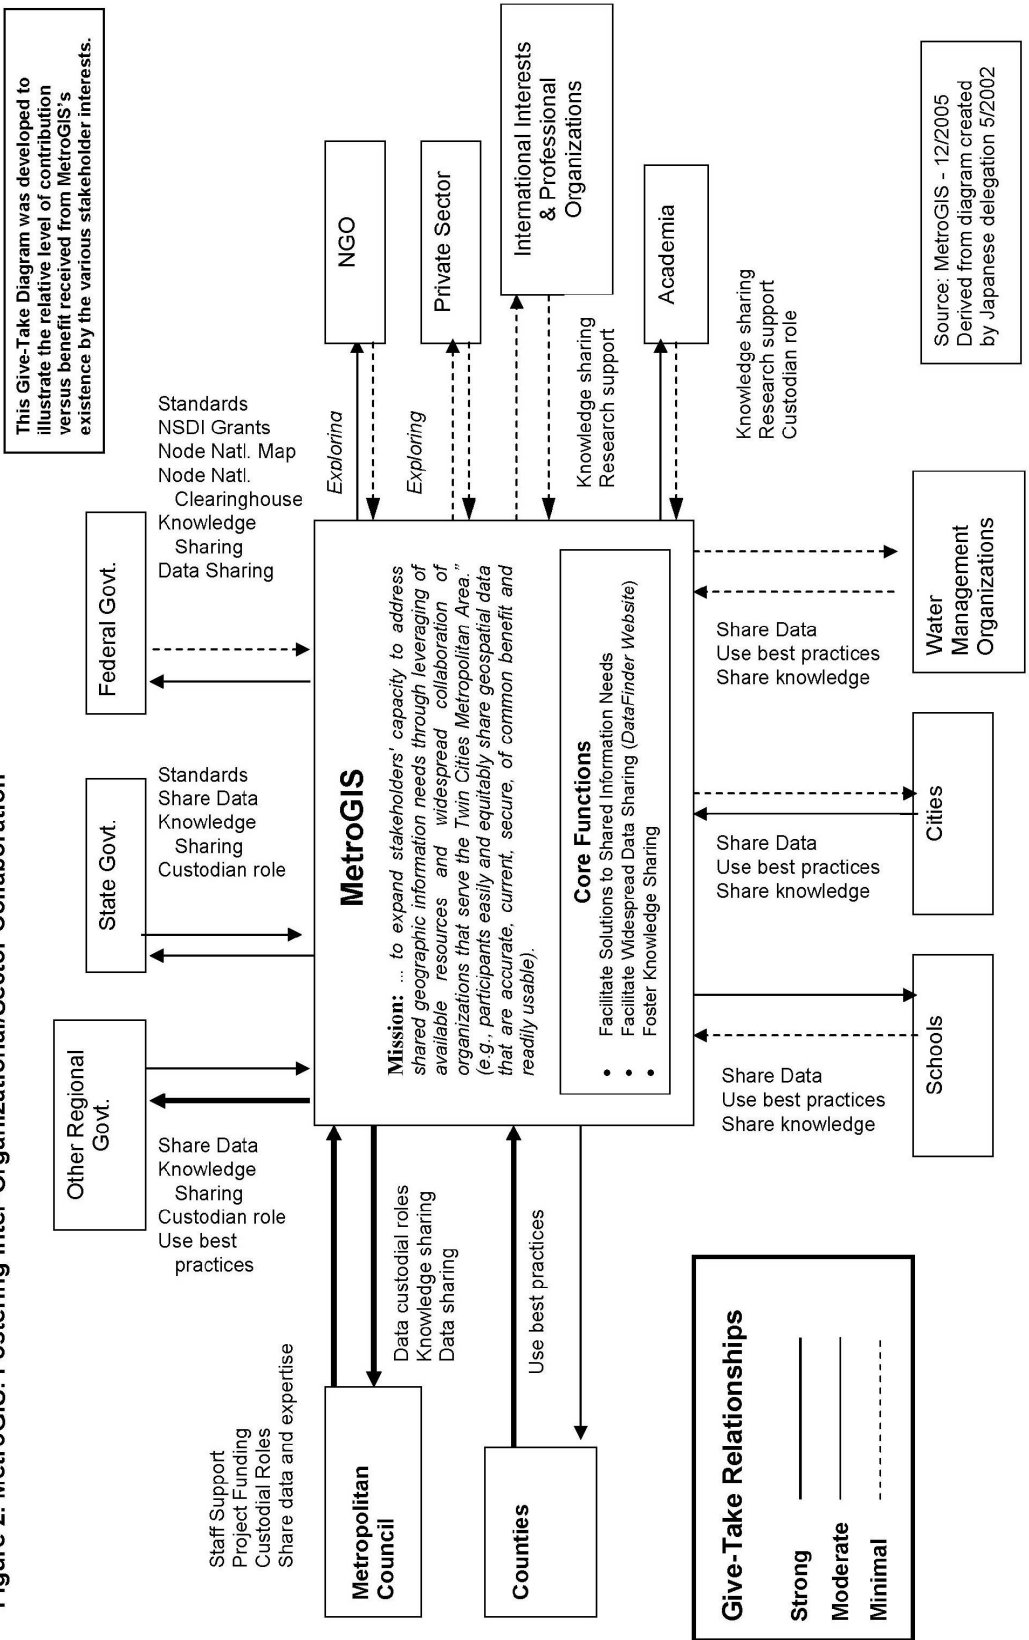 Figure 2. MetroGIS: Fostering Inter-Organizational/Sector Collaboration
This Give-Take Diagram was developed to
illustrate the relative level of contribution
versus benefit received from MetroGIS's
existence by the various stakeholder interests.
Other Regional
Govt.
State Govt.
Federal Govt.
Share Data
Knowledge
Sharing
Custodian role
Use best
practices
Standards
Share Data
Knowledge
Sharing
Custodian role
Standards
NSDI Grants
Node Natl. Map
Node Natl.
Clearinghouse
Knowledge
Sharing
Data Sharing
Staff Support
Project Funding
Custodial Roles
Share data and expertise
Metropolitan
Council
Data custodial roles
Knowledge sharing
Data sharing
Counties
Use best practices
MetroGIS
Mission: ... to expand stakeholders' capacity to address
shared geographic information needs through leveraging of
available resources and widespread collaboration of
organizations that serve the Twin Cities Metropolitan Area."
(e.g., participants easily and equitably share geospatial data
that are accurate, current, secure, of common benefit and
readily usable).
Core Functions
• Facilitate Solutions to Shared Information Needs
• Facilitate Widespread Data Sharing (DataFinder Website)
• Foster Knowledge Sharing
Explorina
NGO
Exploring
Private Sector
International Interests
& Professional
Organizations
Knowledge sharing
Research support
Academia
Knowledge sharing
Research support
Custodian role
Share Data
Use best practices
Share knowledge
Schools
Share Data
Use best practices
Share knowledge
Cities
Share Data
Use best practices
Share knowledge
Water
Management
Organizations
Give-Take Relationships
Strong
Moderate
Minimal
Source: MetroGIS - 12/2005
Derived from diagram created
by Japanese delegation 5/2002